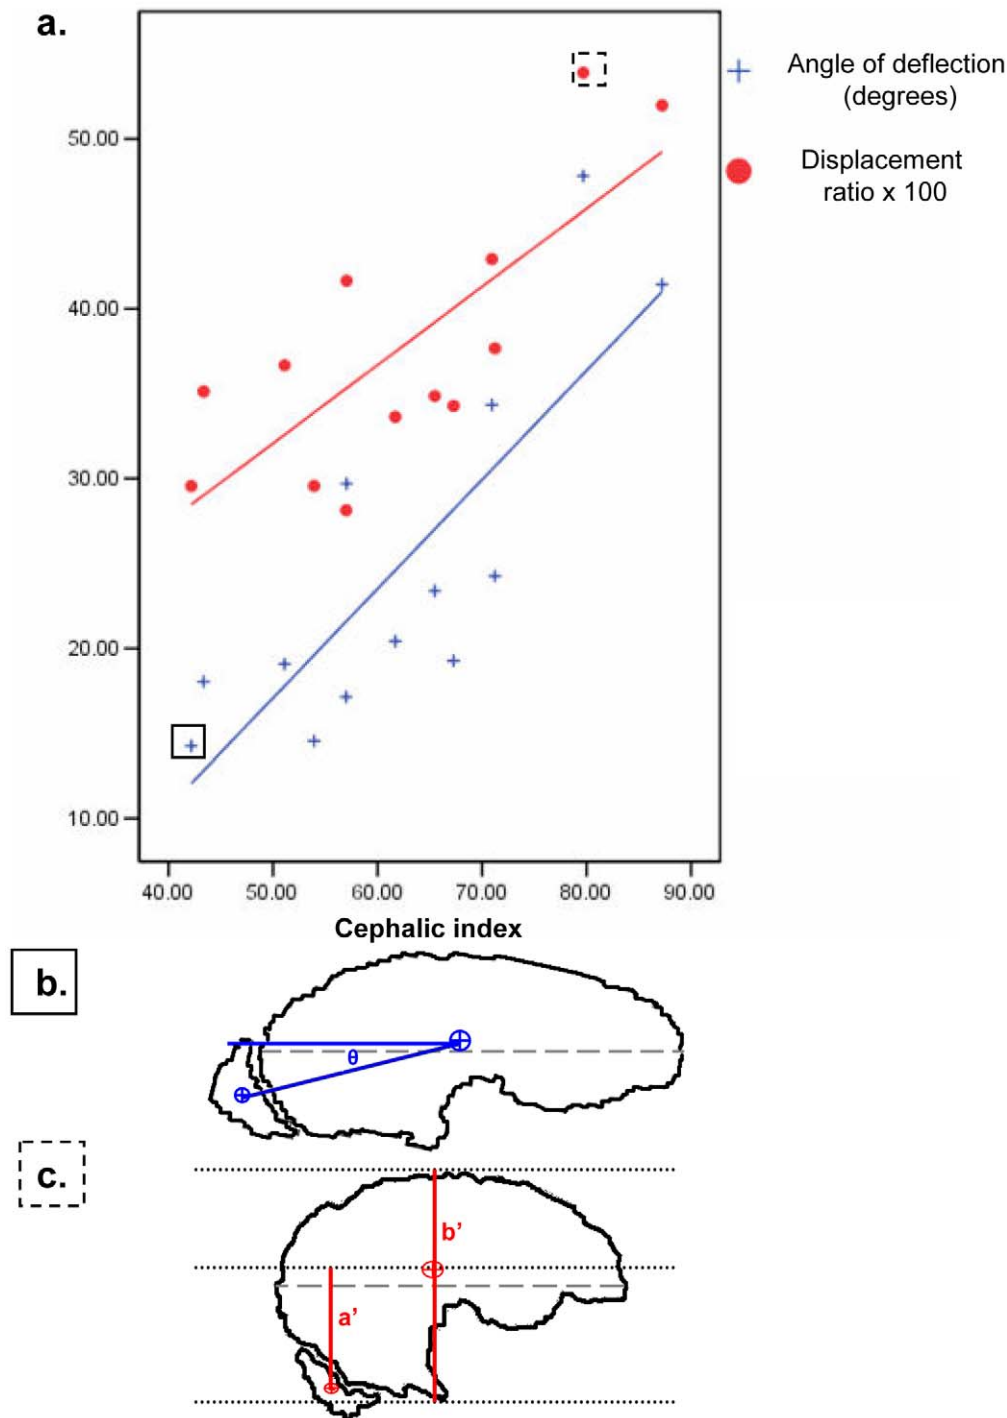 a.
Angle of deflection
(degrees)
Displacement
ratio x 100
50.00
40.00
30.00
20.00
10.00
40.00 50.00 60.00 70.00 80.00 90.00
Cephalic index
b.
θ
c.
b’
a’